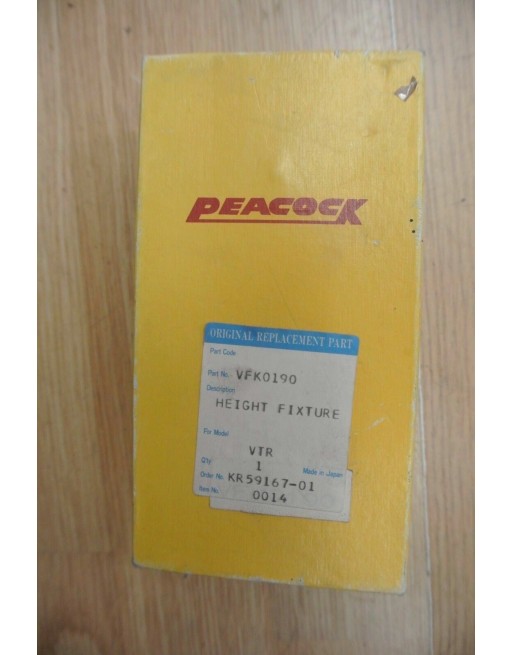 PEACOCK
ORIGINAL REPLACEMENT PART
Part Code
Part No. VFK0190
Description
HEIGHT FIXTURE
For Model
VTR
Q'ty 1 Made in Japan
Order No. KR59167-01
Item No. 0014